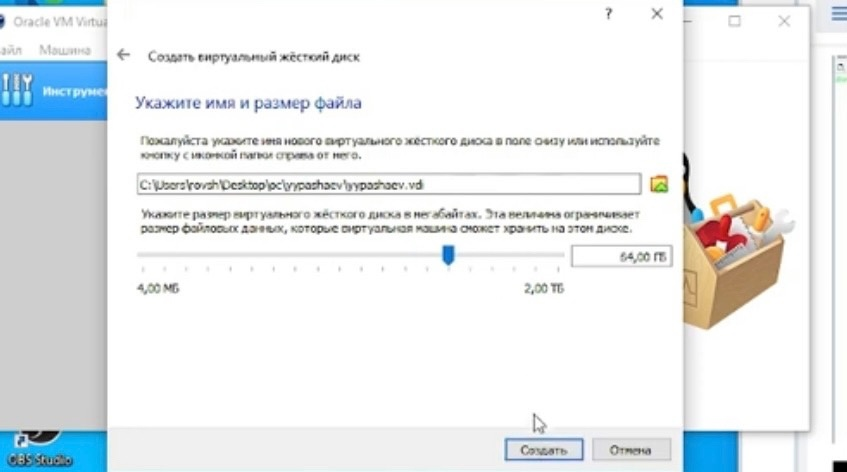 Oracle VM Virtua
айл Машина
Инструме
?
Создать виртуальный жёсткий диск
Укажите имя и размер файла
Пожалуйста укажите имя нового виртуального жёсткого диска в поле снизу или используйте
кнопку с иконкой папки справа от него.
C:\Users\rovsh\Desktop\pc\yypashaev\yypashaev.vdi
Укажите размер виртуального жёсткого диска в мегабайтах. Эта величина ограничивает
размер файловых данных, которые виртуальная машина сможет хранить на этом диске.
64,00 ГБ
4,00 МБ 2,00 ТБ
Создать Отмена
OBS Studio